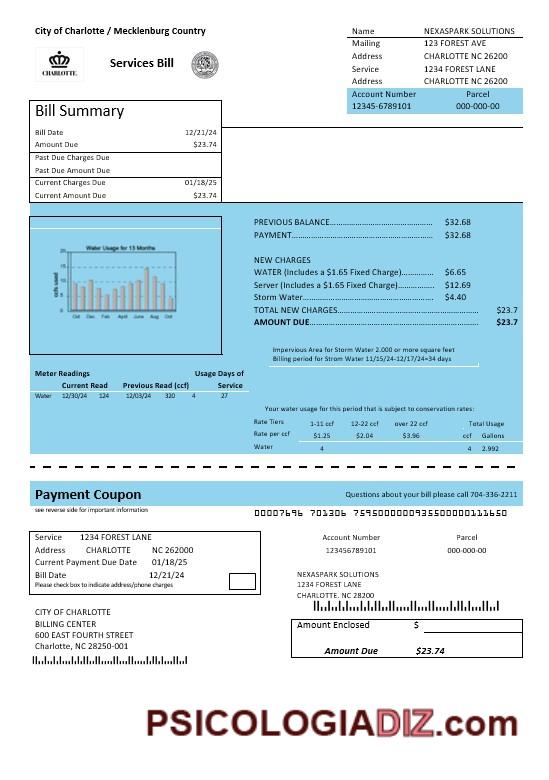 City of Charlotte / Mecklenburg Country
CHARLOTTE.
Services Bill
Name NEXASPARK SOLUTIONS
Mailing 123 FOREST AVE
Address CHARLOTTE NC 26200
Service 1234 FOREST LANE
Address CHARLOTTE NC 26200
Account Number Parcel
12345-6789101 000-000-00
Bill Summary
Bill Date 12/21/24
Amount Due $23.74
Past Due Charges Due
Past Due Amount Due
Current Charges Due 01/18/25
Current Amount Due $23.74
Water Usage for 13 Months
ccfs used
20
15
10
5
0
Oct Dec Feb April June Aug Oct
PREVIOUS BALANCE................................................ $32.68
PAYMENT............................................................ $32.68
NEW CHARGES
WATER (Includes a $1.65 Fixed Charge)............. $6.65
Server (Includes a $1.65 Fixed Charge)................ $12.69
Storm Water........................................................ $4.40
TOTAL NEW CHARGES........................................................ $23.7
AMOUNT DUE.................................................................. $23.7
Impervious Area for Storm Water 2.000 or more square feet
Billing period for Strom Water 11/15/24-12/17/24=34 days
Meter Readings Usage Days of
Current Read Previous Read (ccf) Service
Water 12/30/24 124 12/03/24 320 4 27
Your water usage for this period that is subject to conservation rates:
Rate Tiers 1-11 ccf 12-22 ccf over 22 ccf Total Usage
Rate per ccf $1.25 $2.04 $3.96 ccf Gallons
Water 4 4 2.992
Payment Coupon
Questions about your bill please call 704-336-2211
see reverse side for important information
Service 1234 FOREST LANE
Address CHARLOTTE NC 262000
Current Payment Due Date 01/18/25
Bill Date 12/21/24
Please check box to indicate address/phone charges
Account Number Parcel
123456789101 000-000-00
NEXASPARK SOLUTIONS
1234 FOREST LANE
CHARLOTTE. NC 28200
CITY OF CHARLOTTE
BILLING CENTER
600 EAST FOURTH STREET
Charlotte, NC 28250-001
Amount Enclosed $
Amount Due $23.74
PSICOLOGIADIZ.com